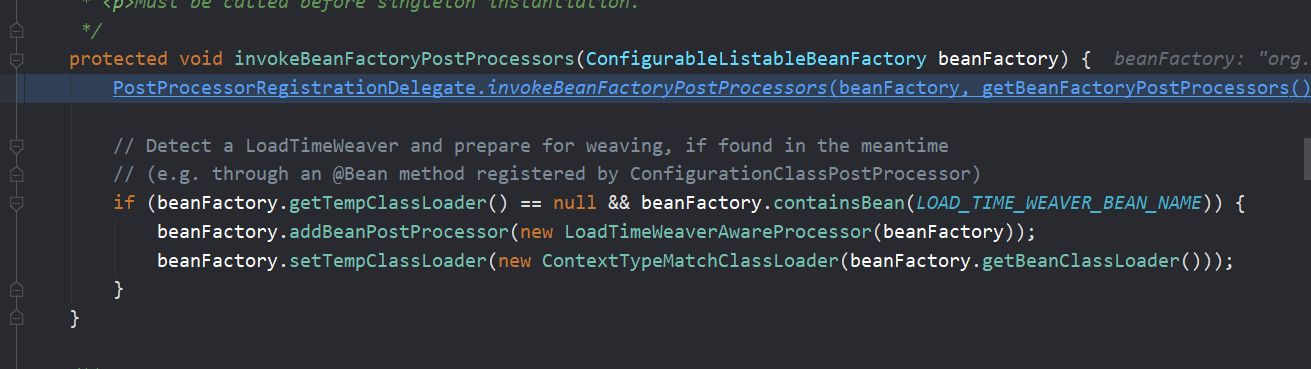 * <p>Must be called before singleton instantiation.
*/
protected void invokeBeanFactoryPostProcessors(ConfigurableListableBeanFactory beanFactory) { beanFactory: "org.
PostProcessorRegistrationDelegate.invokeBeanFactoryPostProcessors(beanFactory, getBeanFactoryPostProcessors()
// Detect a LoadTimeWeaver and prepare for weaving, if found in the meantime
// (e.g. through an @Bean method registered by ConfigurationClassPostProcessor)
if (beanFactory.getTempClassLoader() == null && beanFactory.containsBean(LOAD_TIME_WEAVER_BEAN_NAME)) {
beanFactory.addBeanPostProcessor(new LoadTimeWeaverAwareProcessor(beanFactory));
beanFactory.setTempClassLoader(new ContextTypeMatchClassLoader(beanFactory.getBeanClassLoader()));
}
}